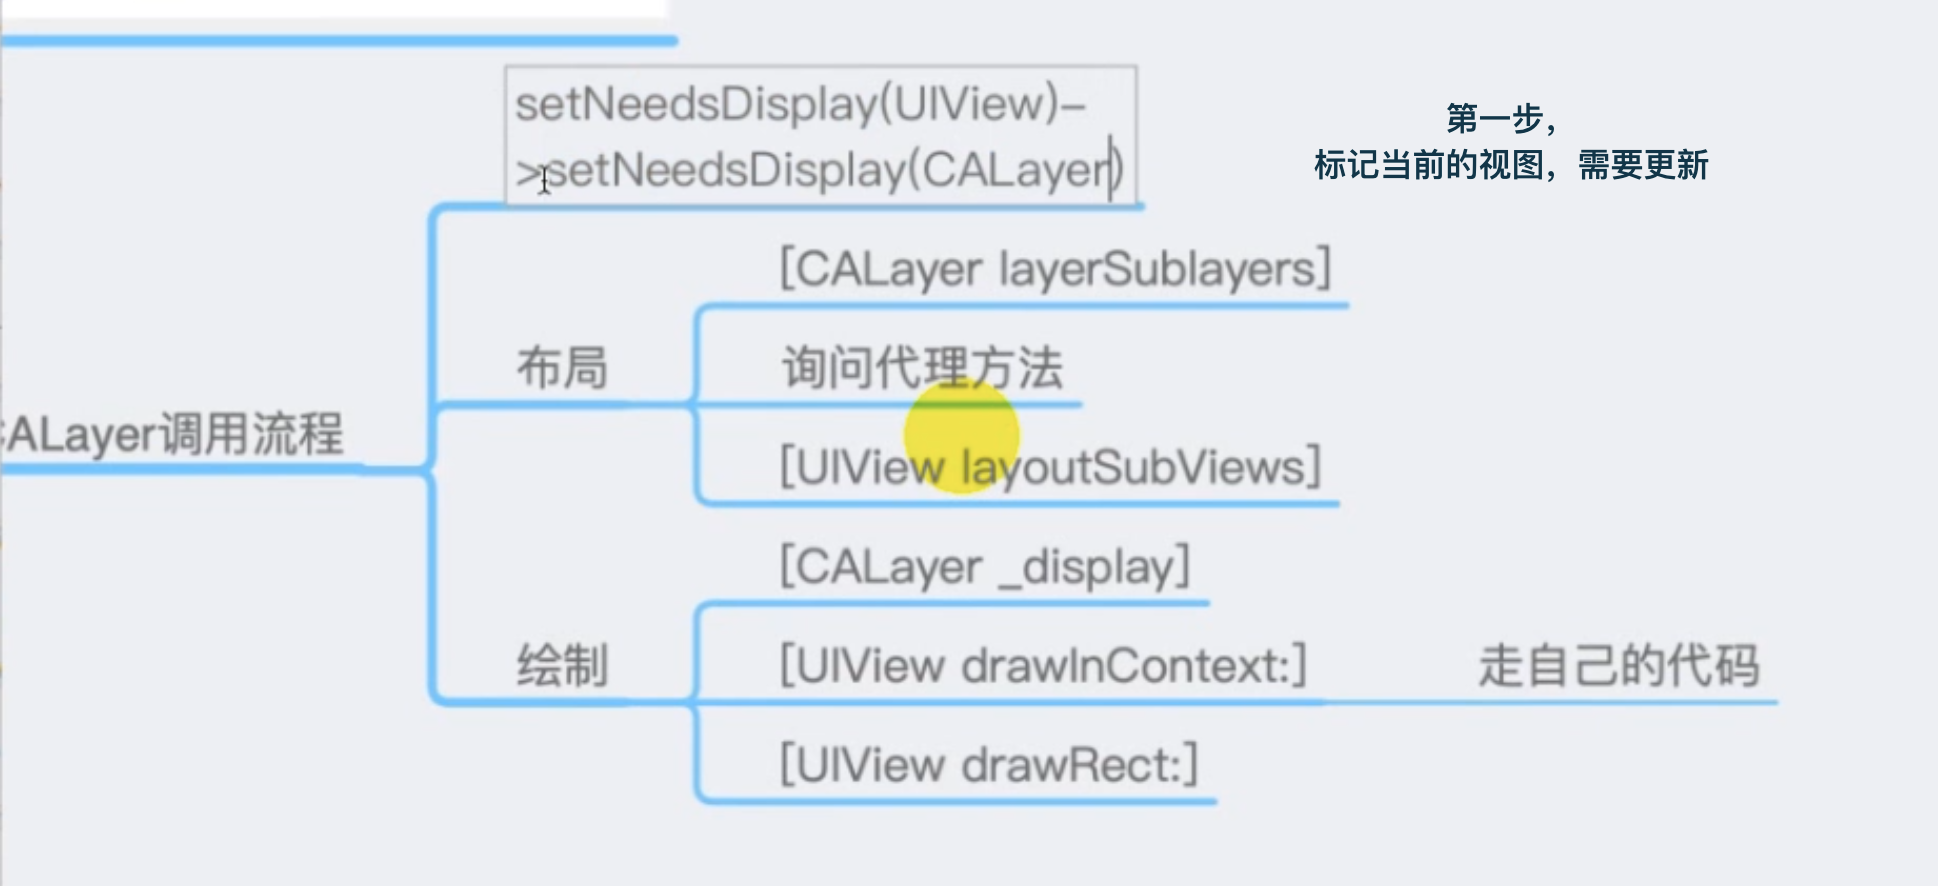 setNeedsDisplay(UIView)-
>setNeedsDisplay(CALayer)
第一步,
标记当前的视图，需要更新
[CALayer layerSublayers]
布局
询问代理方法
[UIView layoutSubViews]
ALayer调用流程
[CALayer _display]
绘制
[UIView drawInContext:]
走自己的代码
[UIView drawRect:]